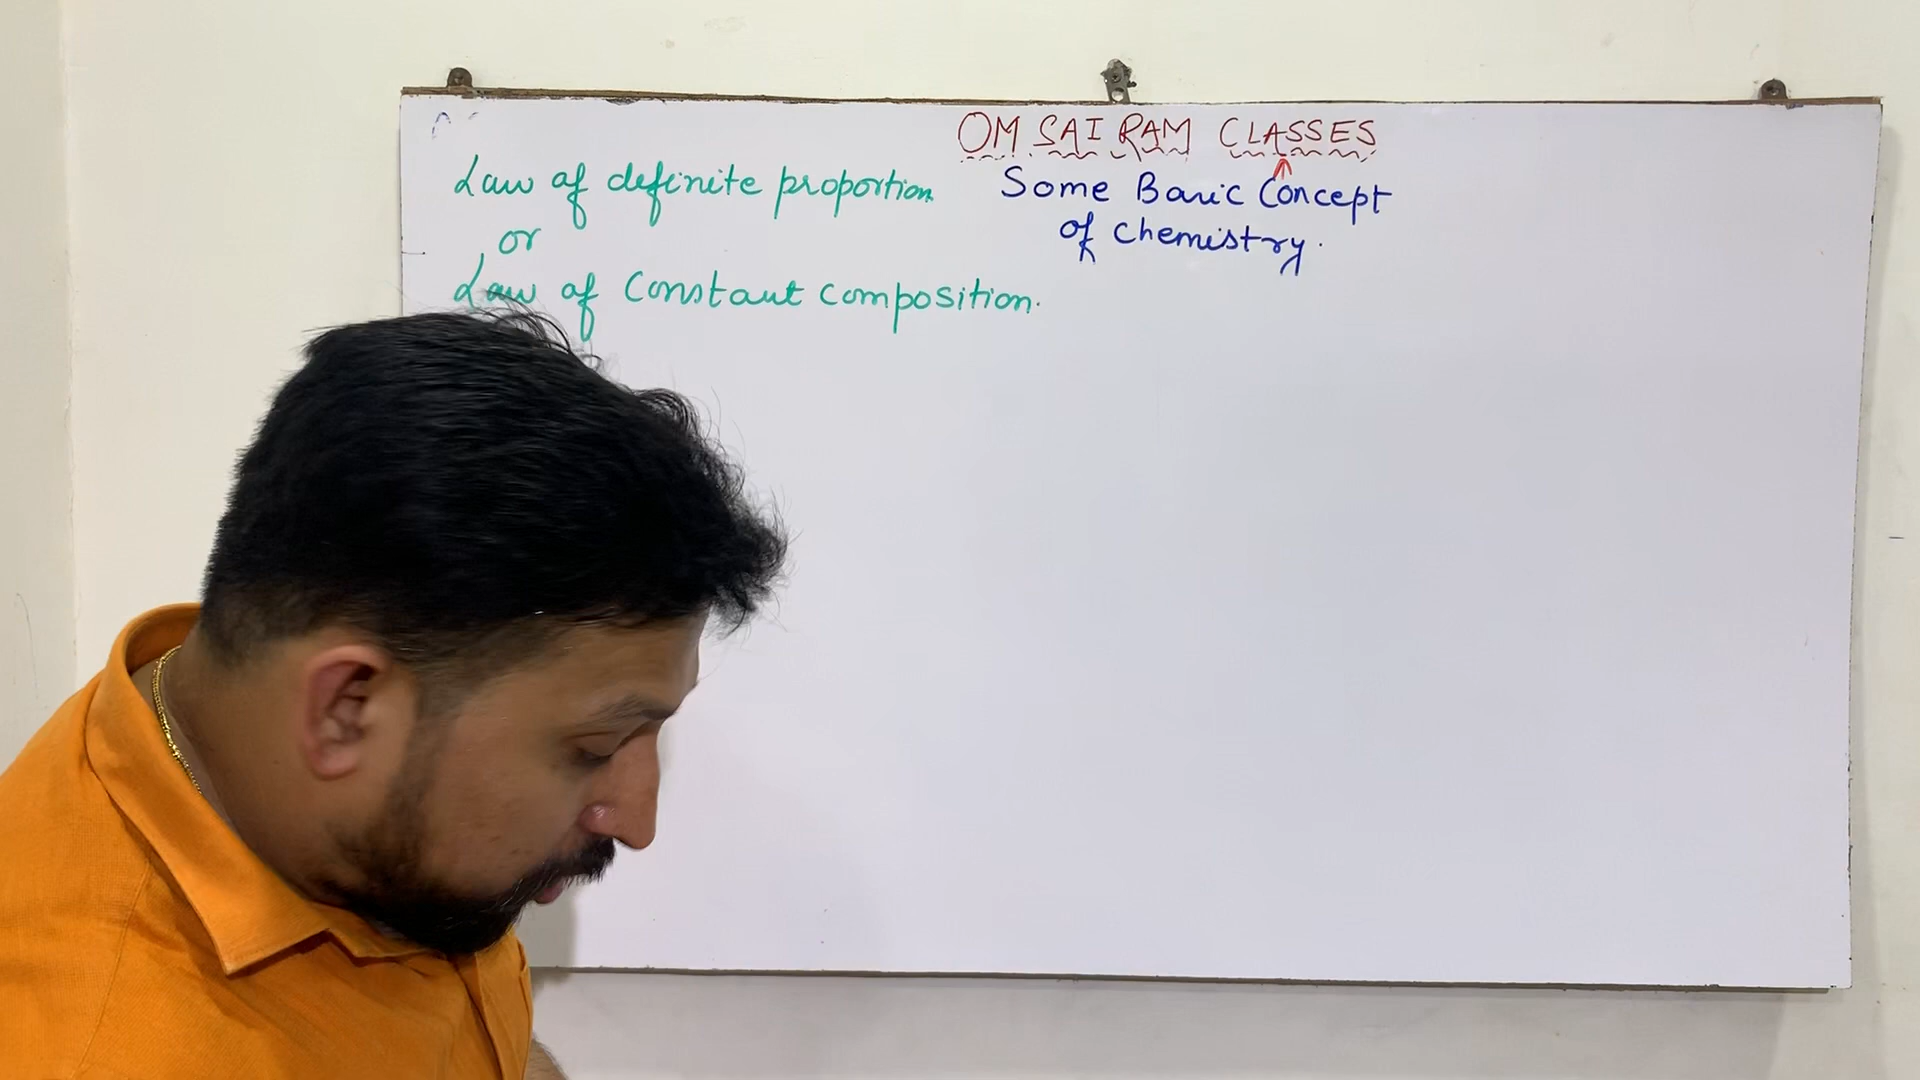 OM SAI RAM CLASSES
Some Basic Concept
of chemistry.
Law of definite proportion
or
Law of Constant composition.